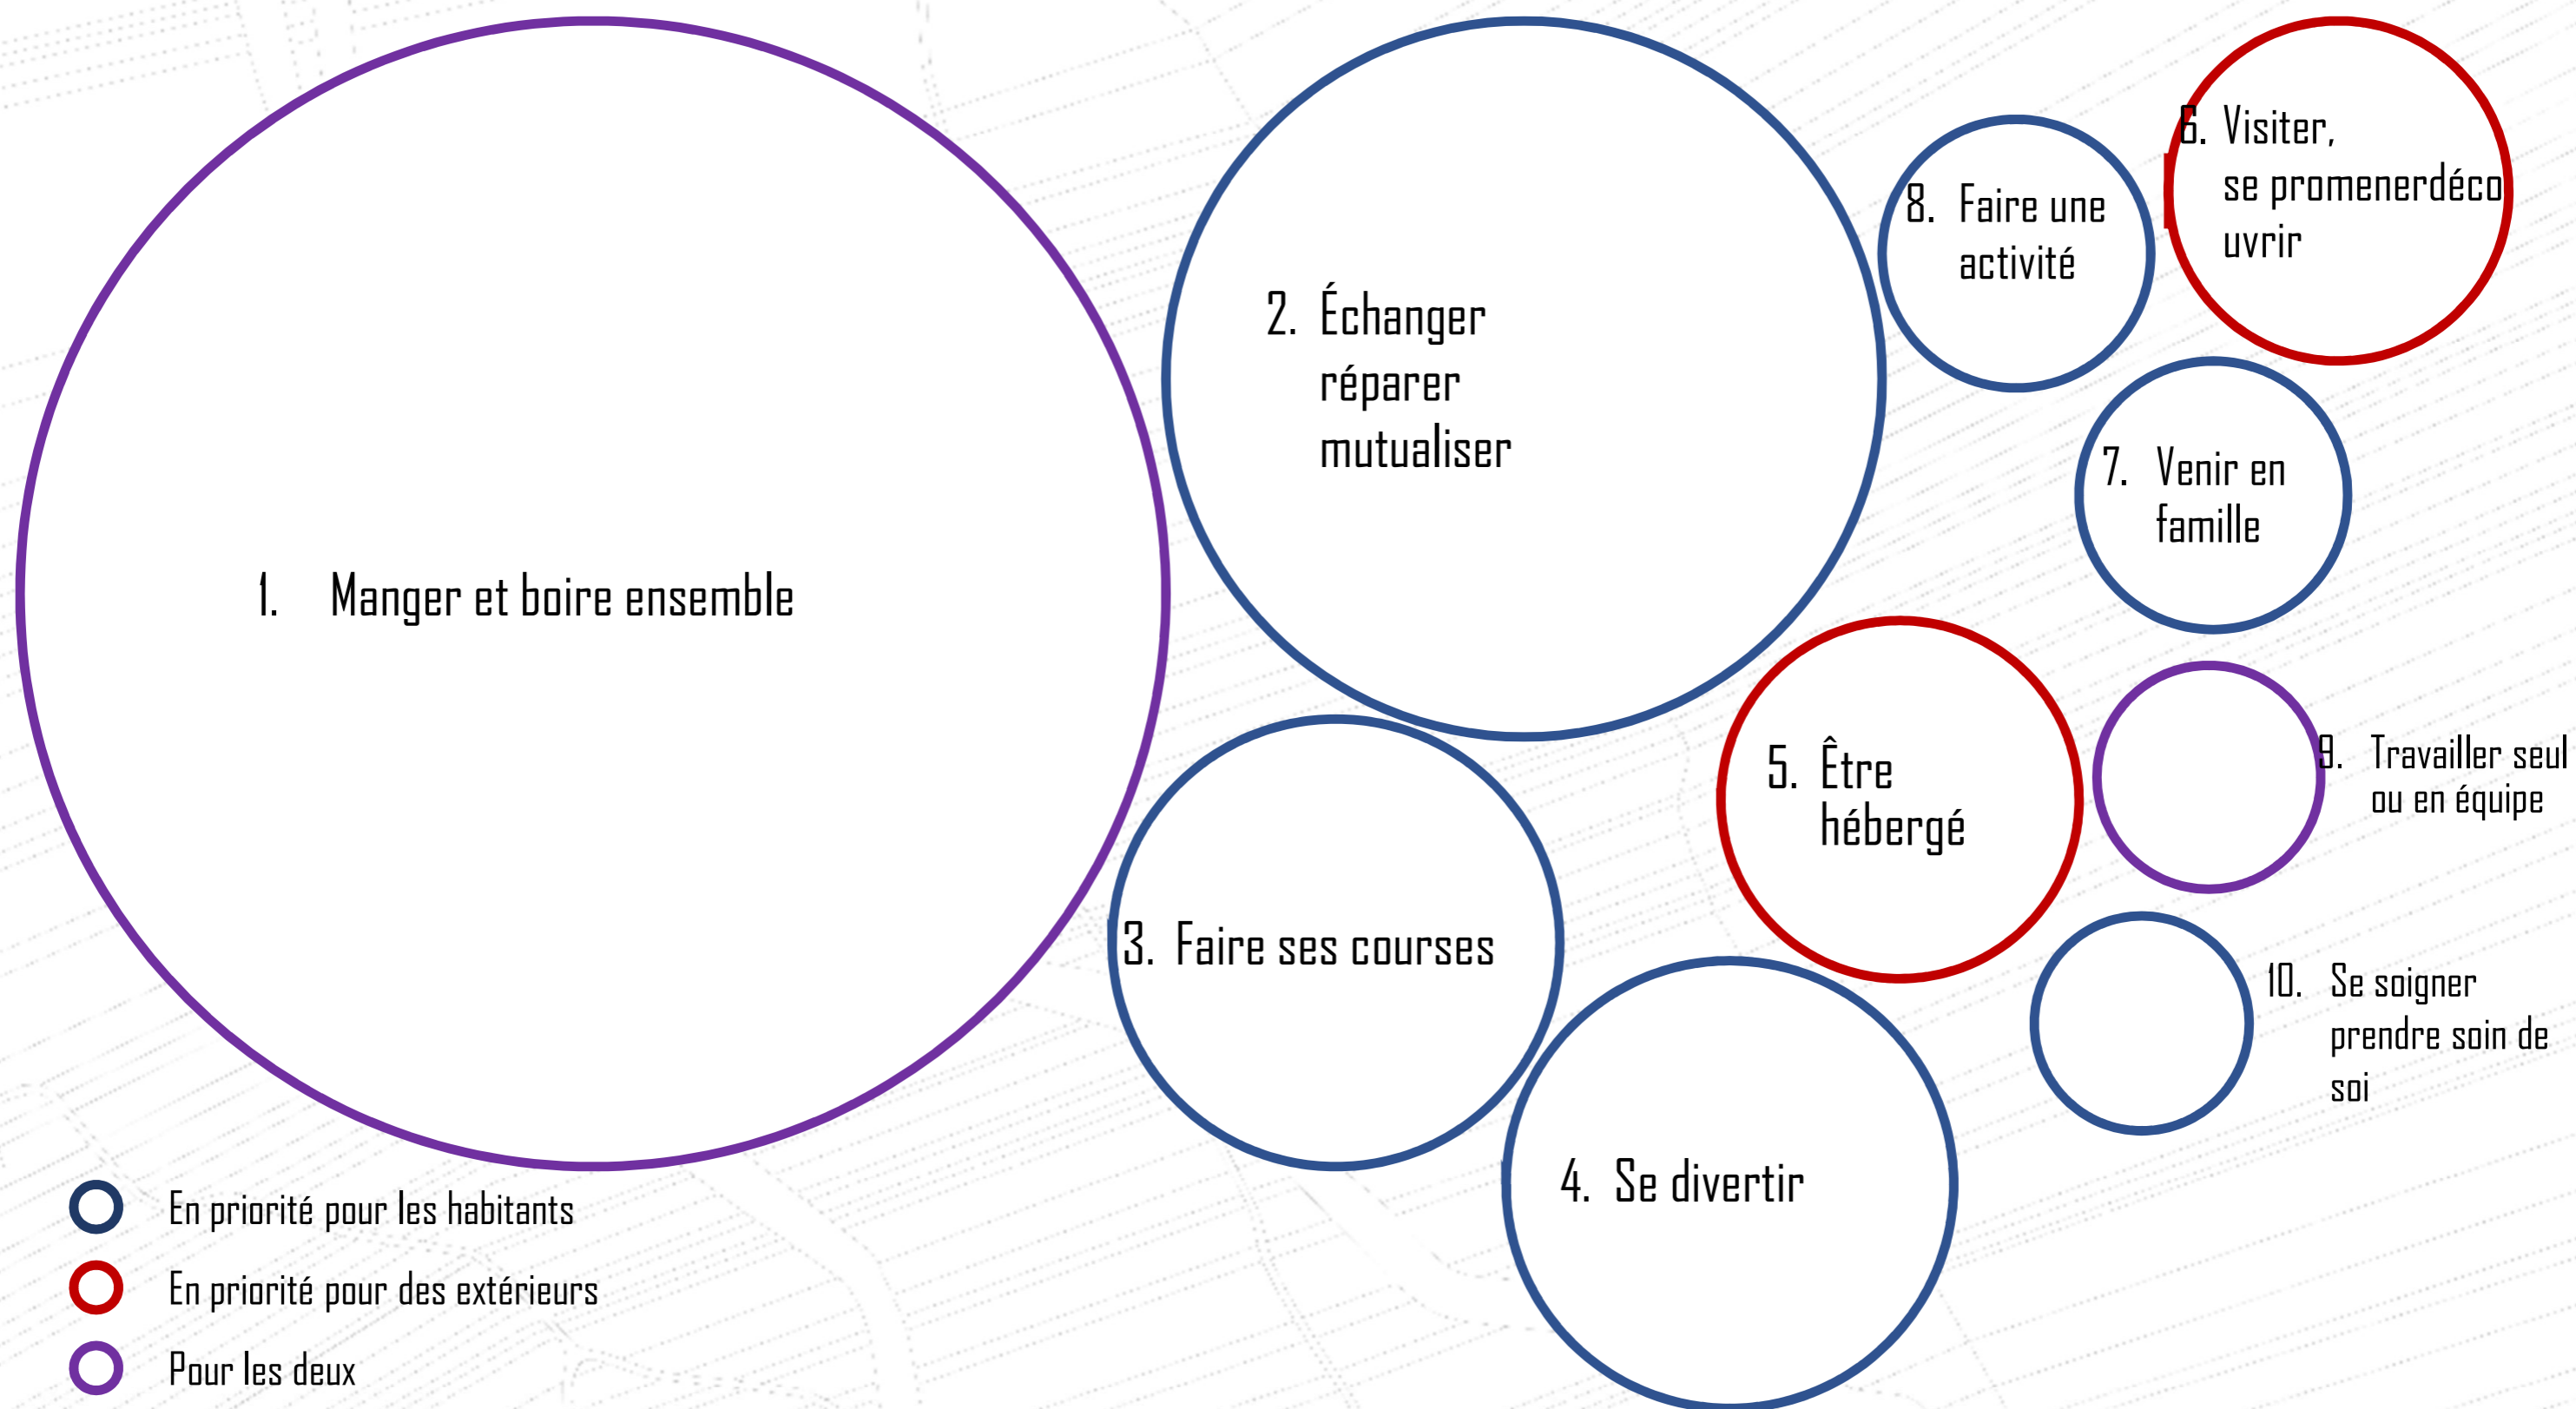 1. Manger et boire ensemble
2. Échanger
réparer
mutualiser
3. Faire ses courses
4. Se divertir
5. Être
hébergé
6. Visiter,
se promenerdéco
uvrir
7. Venir en
famille
8. Faire une
activité
9. Travailler seul
ou en équipe
10. Se soigner
prendre soin de
soi
En priorité pour les habitants
En priorité pour des extérieurs
Pour les deux